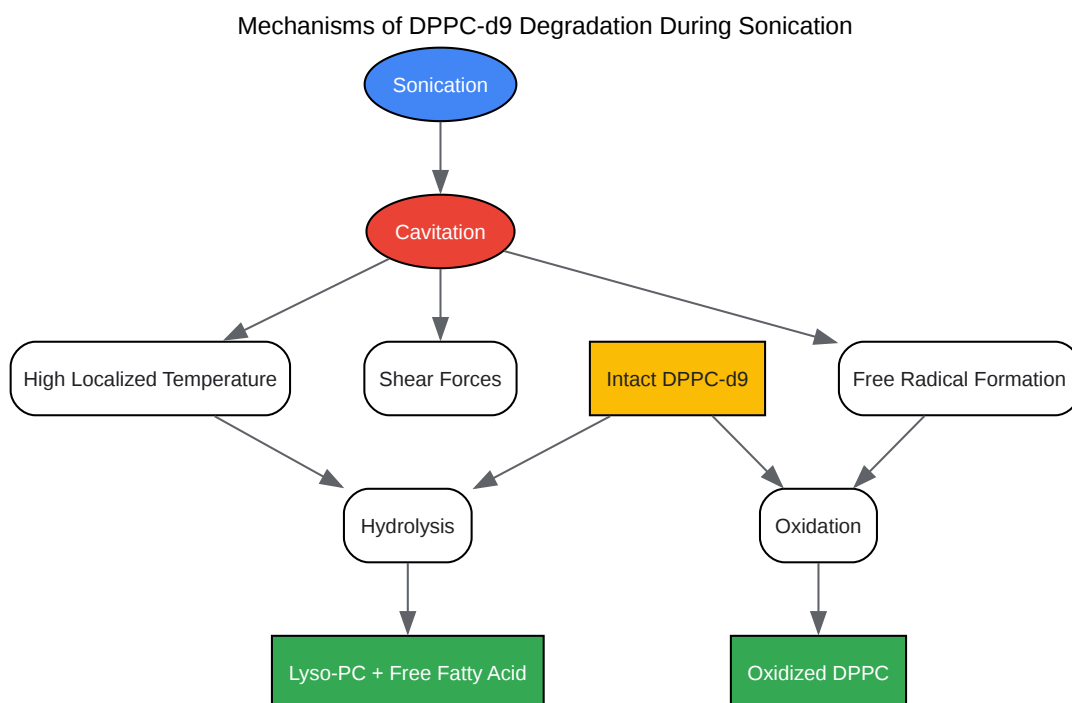 Mechanisms of DPPC-d9 Degradation During Sonication
Sonication
Cavitation
High Localized Temperature
Shear Forces
Intact DPPC-d9
Free Radical Formation
Hydrolysis
Oxidation
Lyso-PC + Free Fatty Acid
Oxidized DPPC